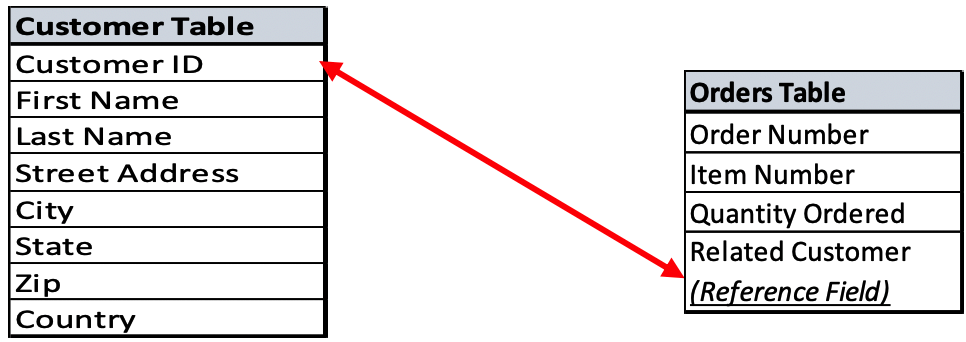 Customer Table
Customer ID
First Name
Last Name
Street Address
City
State
Zip
Country
Orders Table
Order Number
Item Number
Quantity Ordered
Related Customer
(Reference Field)